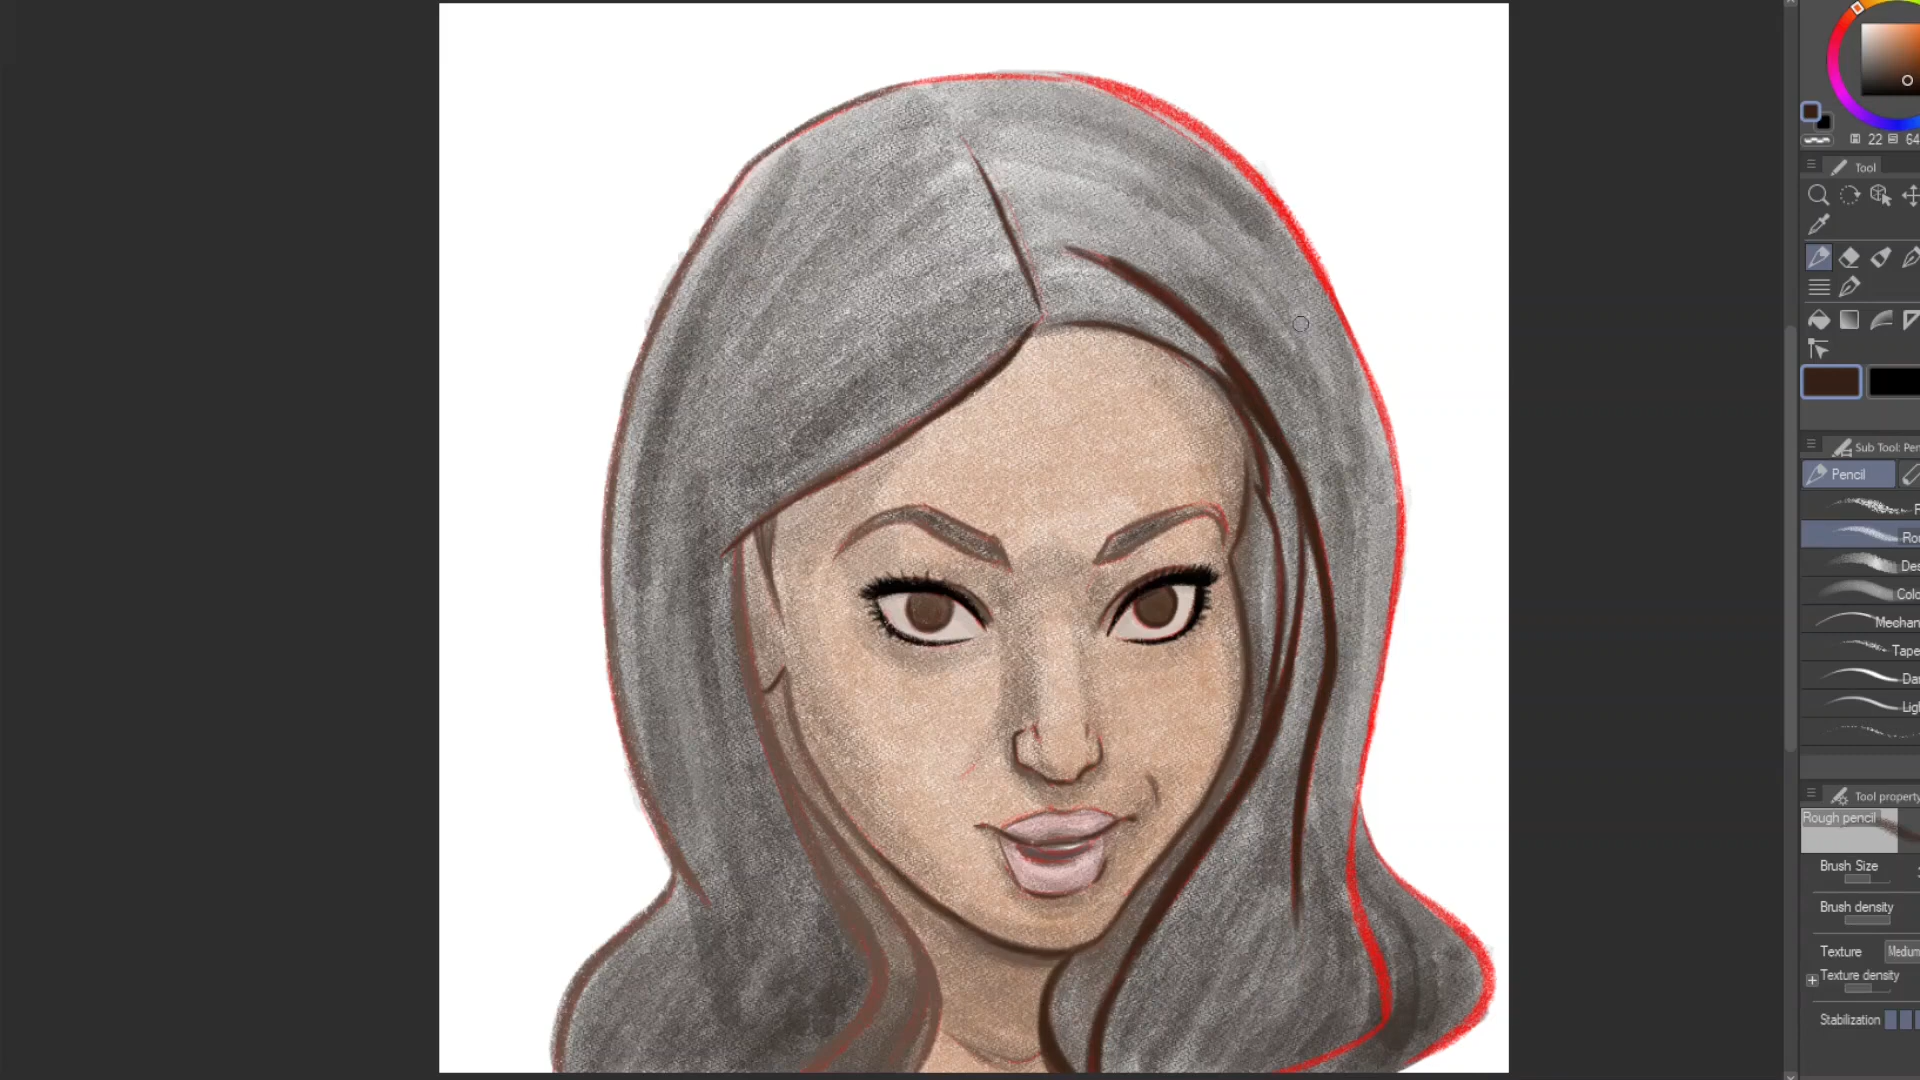 22 64
Tool
Sub Tool: Pen
Pencil
Mechan
Tape
Rough pencil
Tool property
Brush Size
Brush density
Texture Medium
Texture density
Stabilization